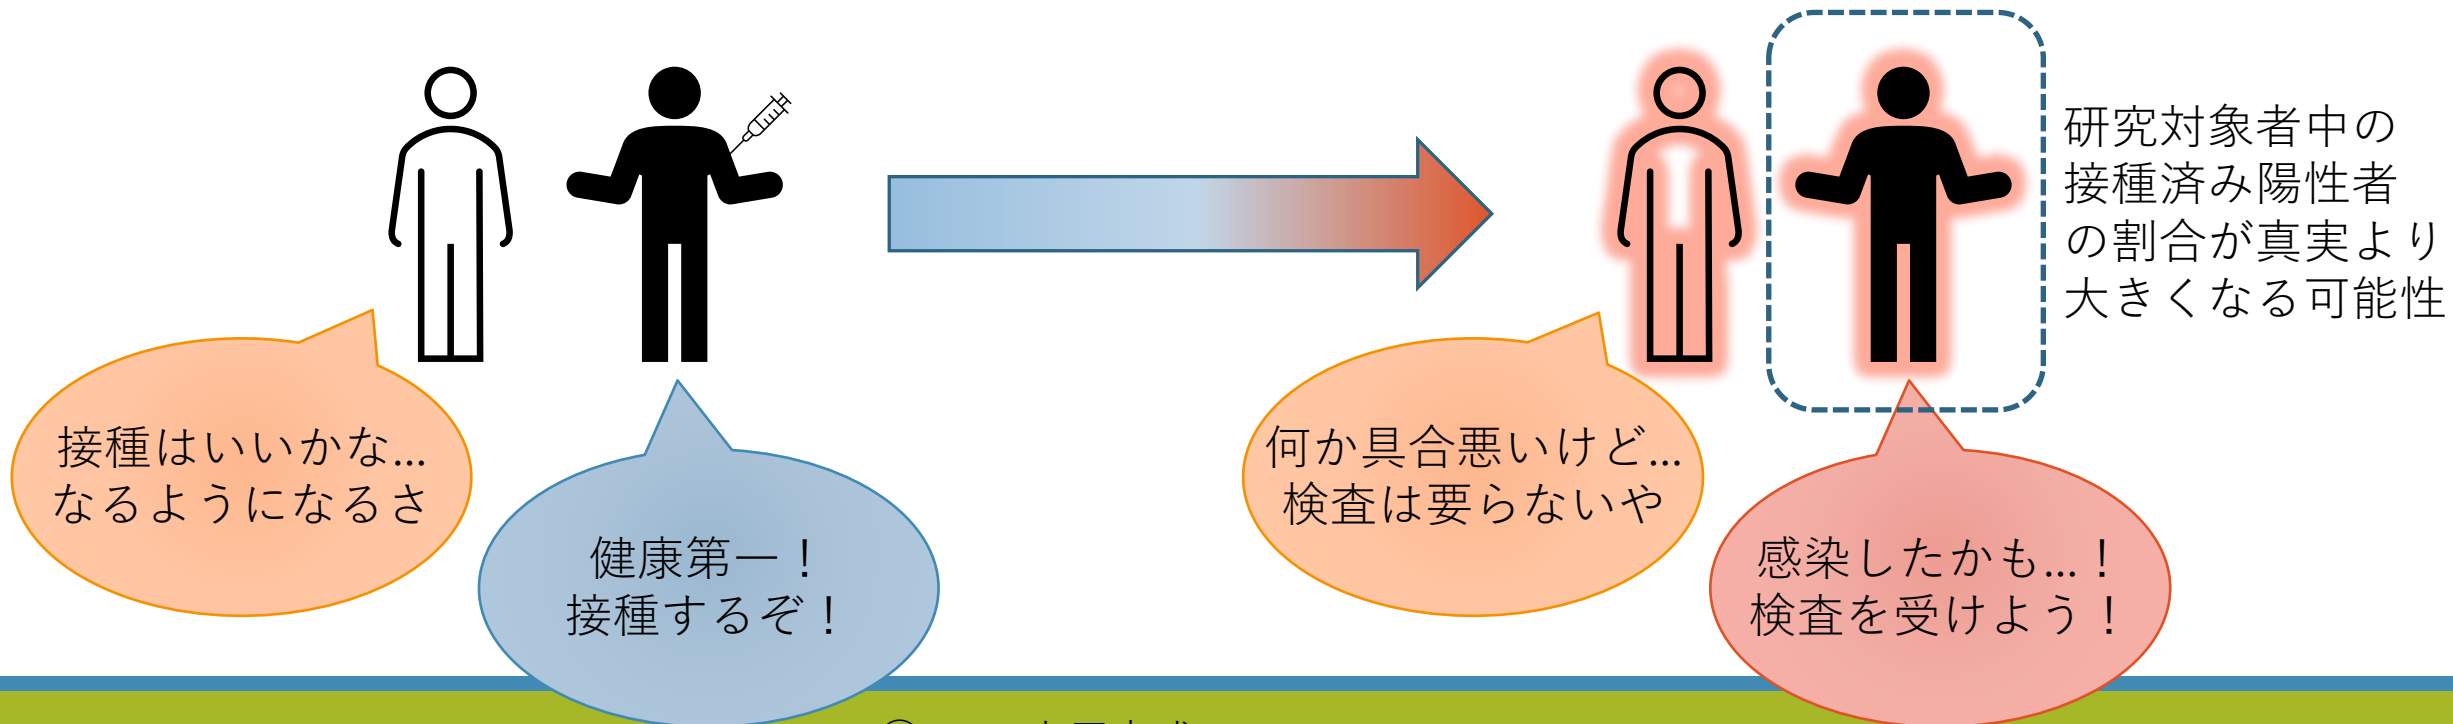 研究対象者中の
接種済み陽性者
の割合が真実より
大きくなる可能性
接種はいいかな…
なるようになるさ
健康第一！
接種するぞ！
何か具合悪いけど…
検査は要らないや
感染したかも…！
検査を受けよう！